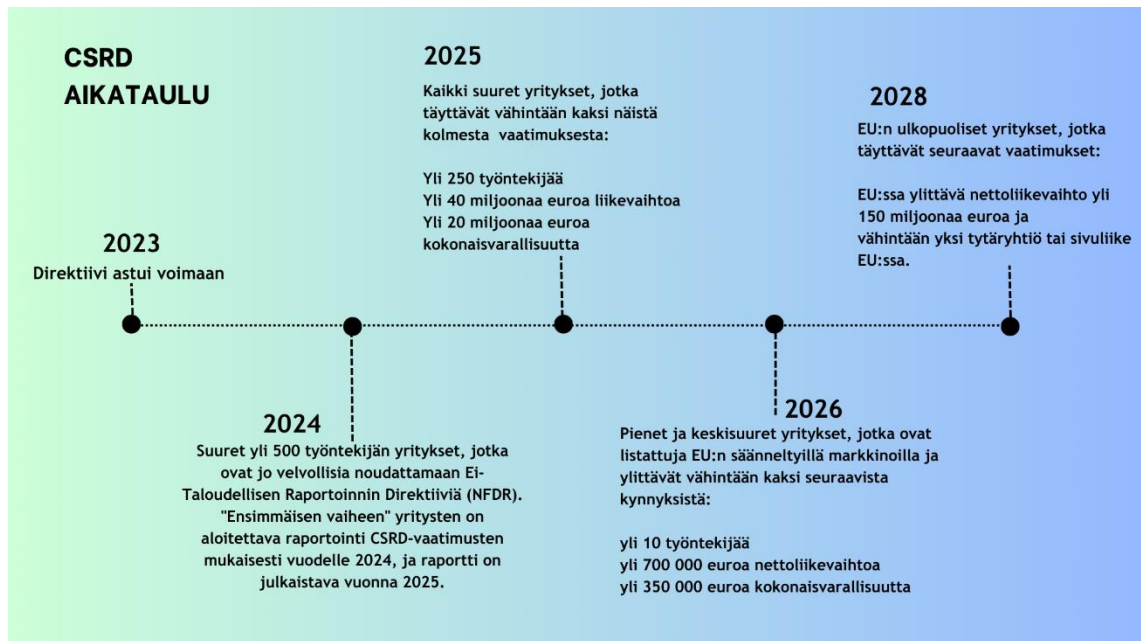 CSRD
AIKATAULU
2023
Direktiivi astui voimaan
2024
Suuret yli 500 työntekijän yritykset, jotka
ovat jo velvollisia noudattamaan Ei-
Taloudellisen Raportoinnin Direktiiviä (NFDR).
"Ensimmäisen vaiheen" yritysten on
aloitettava raportointi CSRD-vaatimusten
mukaisesti vuodelle 2024, ja raportti on
julkaistava vuonna 2025.
2025
Kaikki suuret yritykset, jotka
täyttävät vähintään kaksi näistä
kolmesta vaatimuksesta:
Yli 250 työntekijää
Yli 40 miljoonaa euroa liikevaihtoa
Yli 20 miljoonaa euroa
kokonaisvarallisuutta
2026
Pienet ja keskisuuret yritykset, jotka ovat
listattuja EU:n säännellyillä markkinoilla ja
ylittävät vähintään kaksi seuraavista
kynnyksistä:
yli 10 työntekijää
yli 700 000 euroa nettoliikevaihtoa
yli 350 000 euroa kokonaisvarallisuutta
2028
EU:n ulkopuoliset yritykset, jotka
täyttävät seuraavat vaatimukset:
EU:ssa ylittävä nettoliikevaihto yli
150 miljoonaa euroa ja
vähintään yksi tytäryhtiö tai sivuliike
EU:ssa.